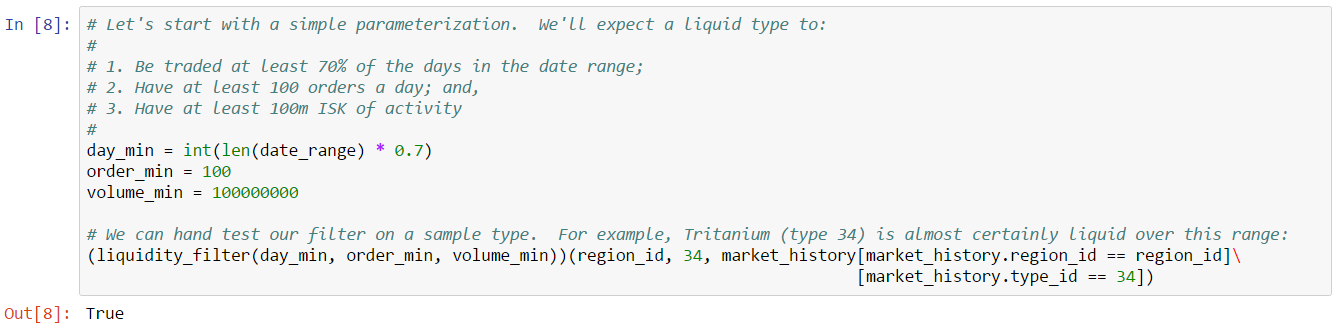 In [8]: # Let's start with a simple parameterization.  We'll expect a liquid type to:
#
# 1. Be traded at least 70% of the days in the date range;
# 2. Have at least 100 orders a day; and,
# 3. Have at least 100m ISK of activity
#
day_min = int(len(date_range) * 0.7)
order_min = 100
volume_min = 100000000
# We can hand test our filter on a sample type.  For example, Tritanium (type 34) is almost certainly liquid over this range:
(liquidity_filter(day_min, order_min, volume_min))(region_id, 34, market_history[market_history.region_id == region_id]\
[market_history.type_id == 34])
Out[8]: True